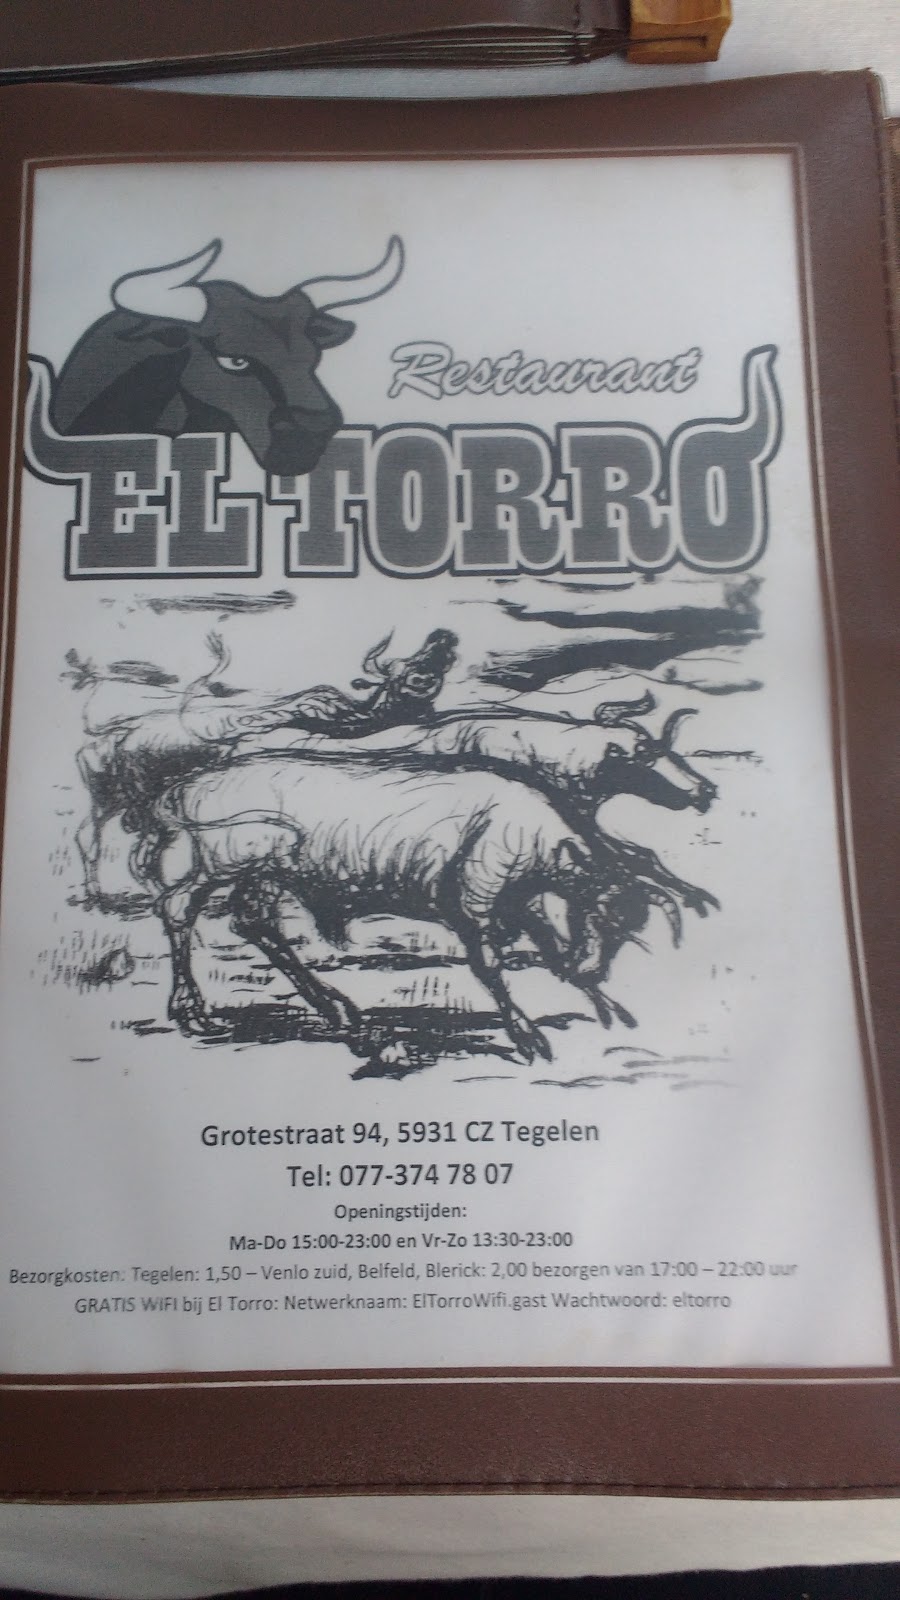 Restaurant
EL TORRO
Grotestraat 94, 5931 CZ Tegelen
Tel: 077-374 78 07
Openingstijden:
Ma-Do 15:00-23:00 en Vr-Zo 13:30-23:00
Bezorgkosten: Tegelen: 1,50 – Venlo zuid, Belfeld, Blerick: 2,00 bezorgen van 17:00 – 22:00 uur
GRATIS WIFI bij El Torro: Netwerknaam: ElTorroWifi.gast Wachtwoord: eltorro